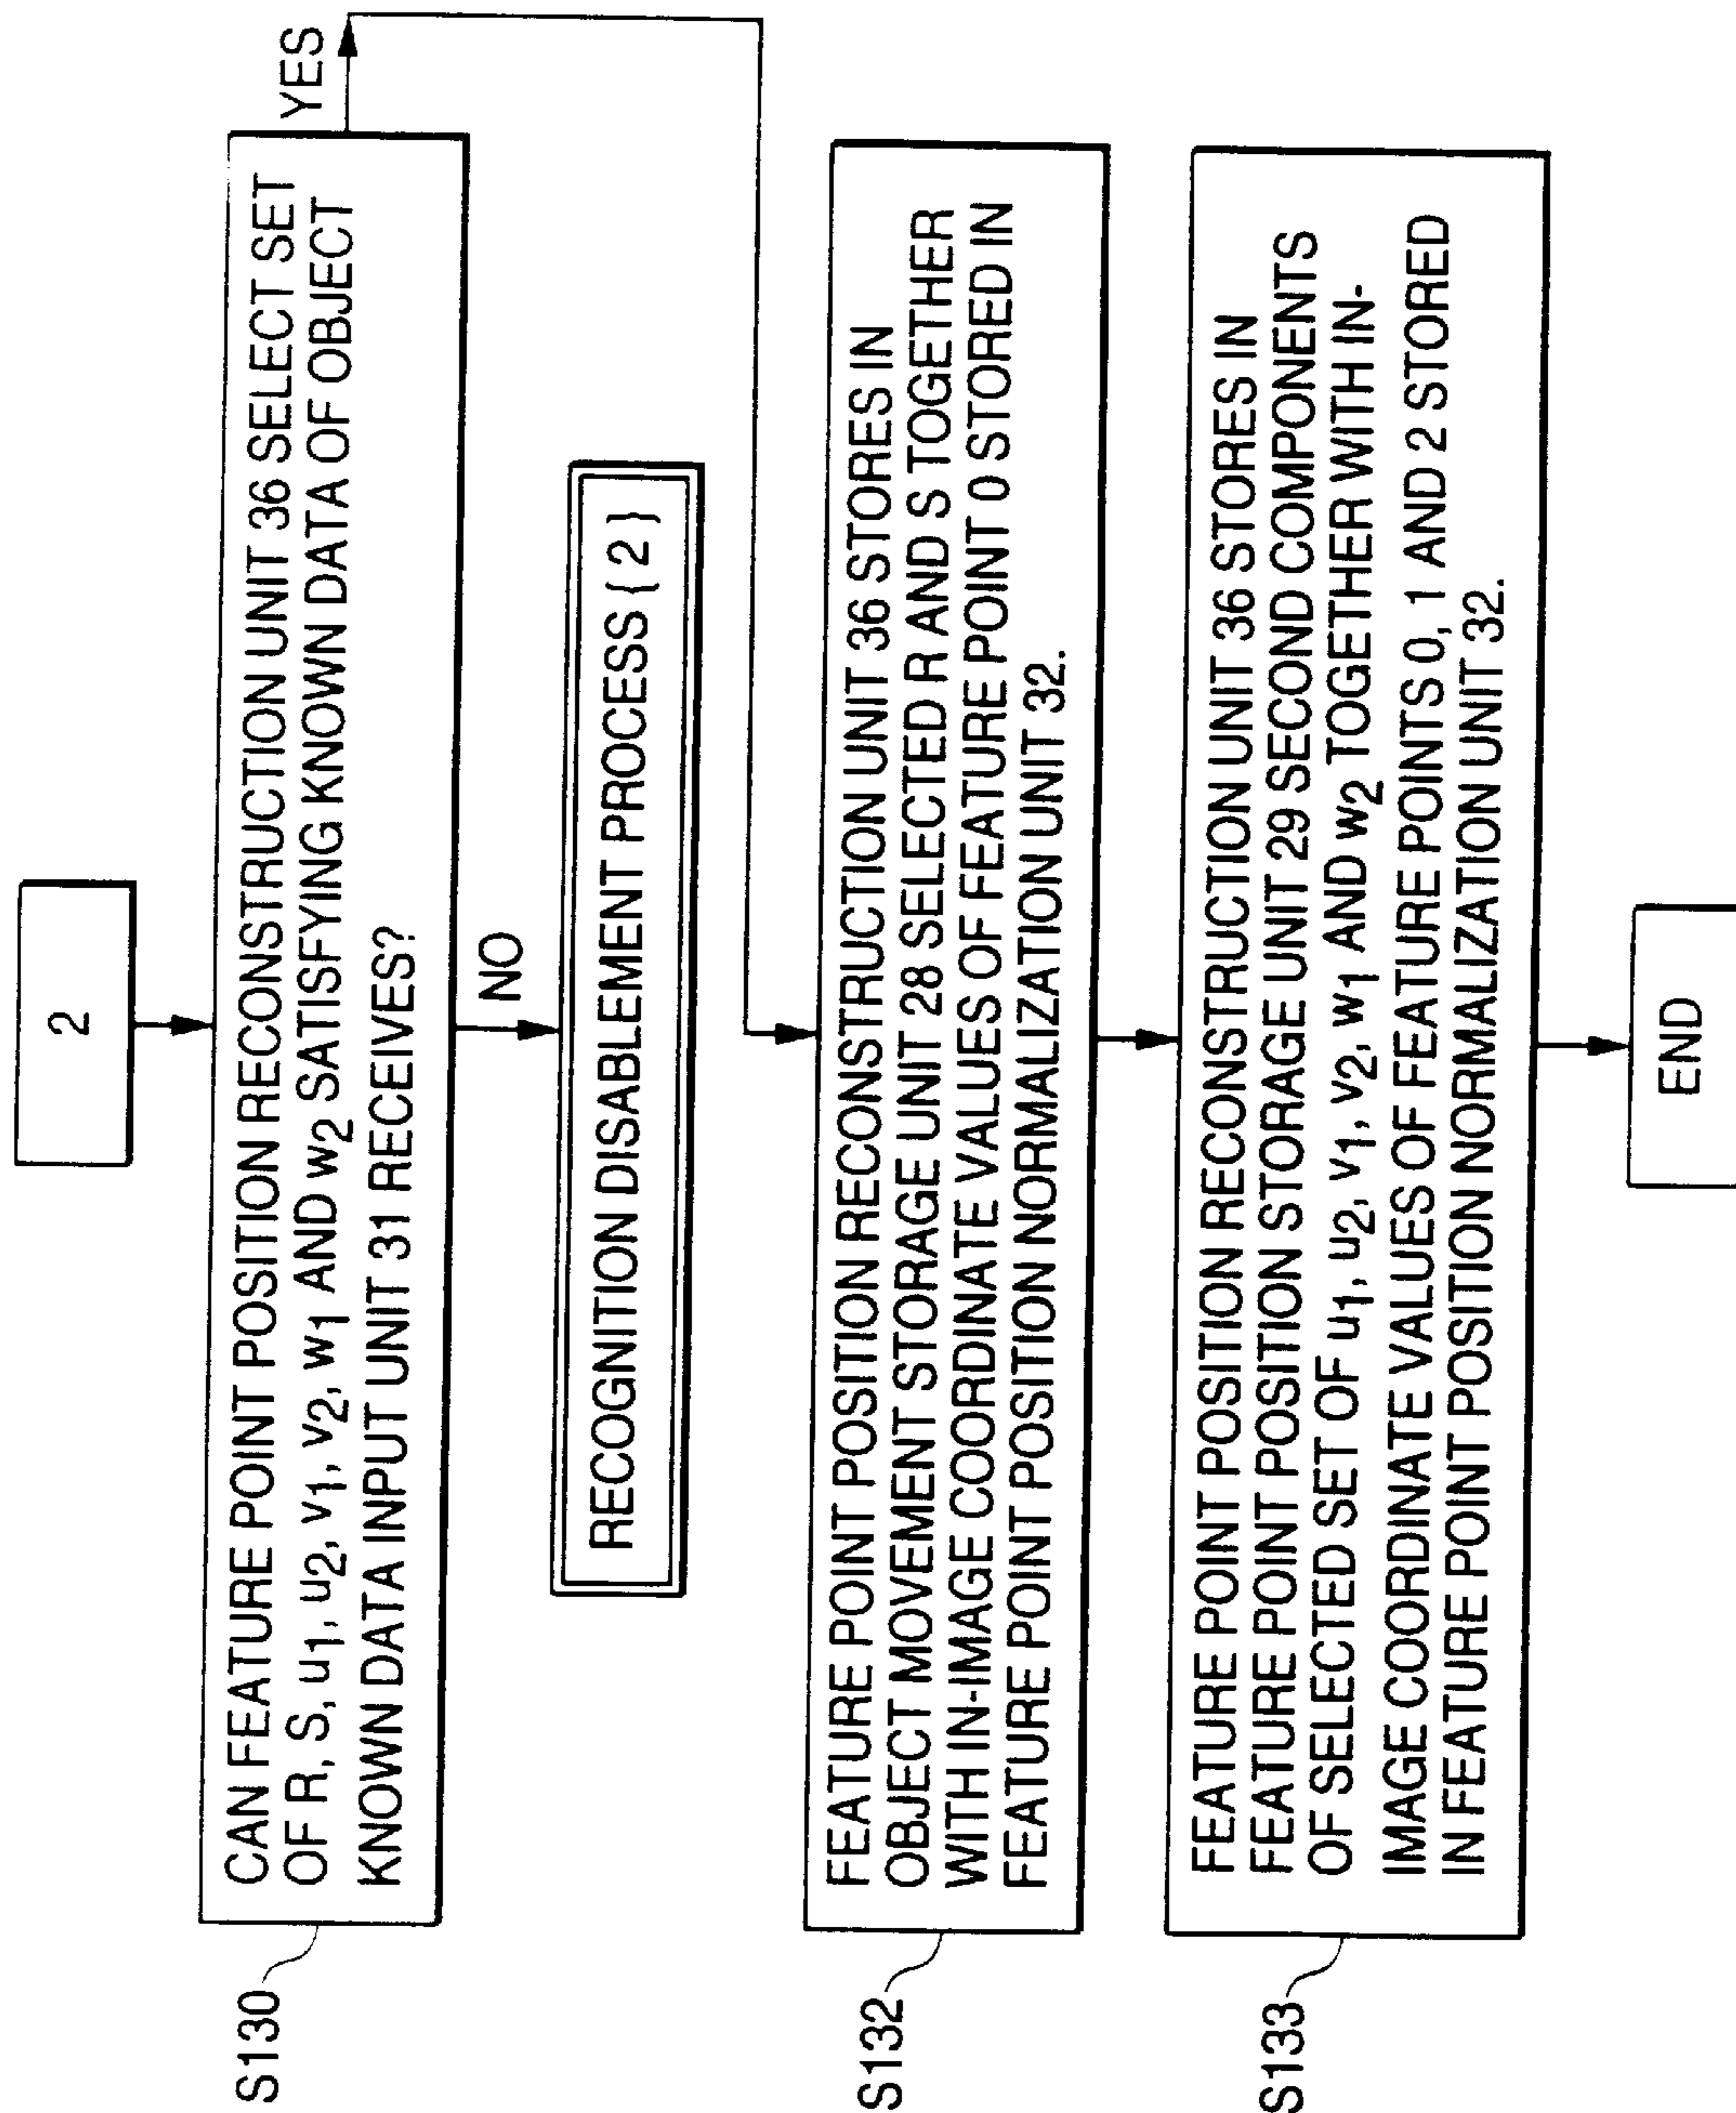 2
S130
CAN FEATURE POINT POSITION RECONSTRUCTION UNIT 36 SELECT SET
OF R, S, u1, u2, v1, v2, w1 AND w2 SATISFYING KNOWN DATA OF OBJECT
KNOWN DATA INPUT UNIT 31 RECEIVES?
YES
NO
RECOGNITION DISABLEMENT PROCESS { 2 }
S132
FEATURE POINT POSITION RECONSTRUCTION UNIT 36 STORES IN
OBJECT MOVEMENT STORAGE UNIT 28 SELECTED R AND S TOGETHER
WITH IN-IMAGE COORDINATE VALUES OF FEATURE POINT 0 STORED IN
FEATURE POINT POSITION NORMALIZATION UNIT 32.
S133
FEATURE POINT POSITION RECONSTRUCTION UNIT 36 STORES IN
FEATURE POINT POSITION STORAGE UNIT 29 SECOND COMPONENTS
OF SELECTED SET OF u1, u2, v1, v2, w1 AND w2 TOGETHER WITH IN-
IMAGE COORDINATE VALUES OF FEATURE POINTS 0, 1 AND 2 STORED
IN FEATURE POINT POSITION NORMALIZATION UNIT 32.
END